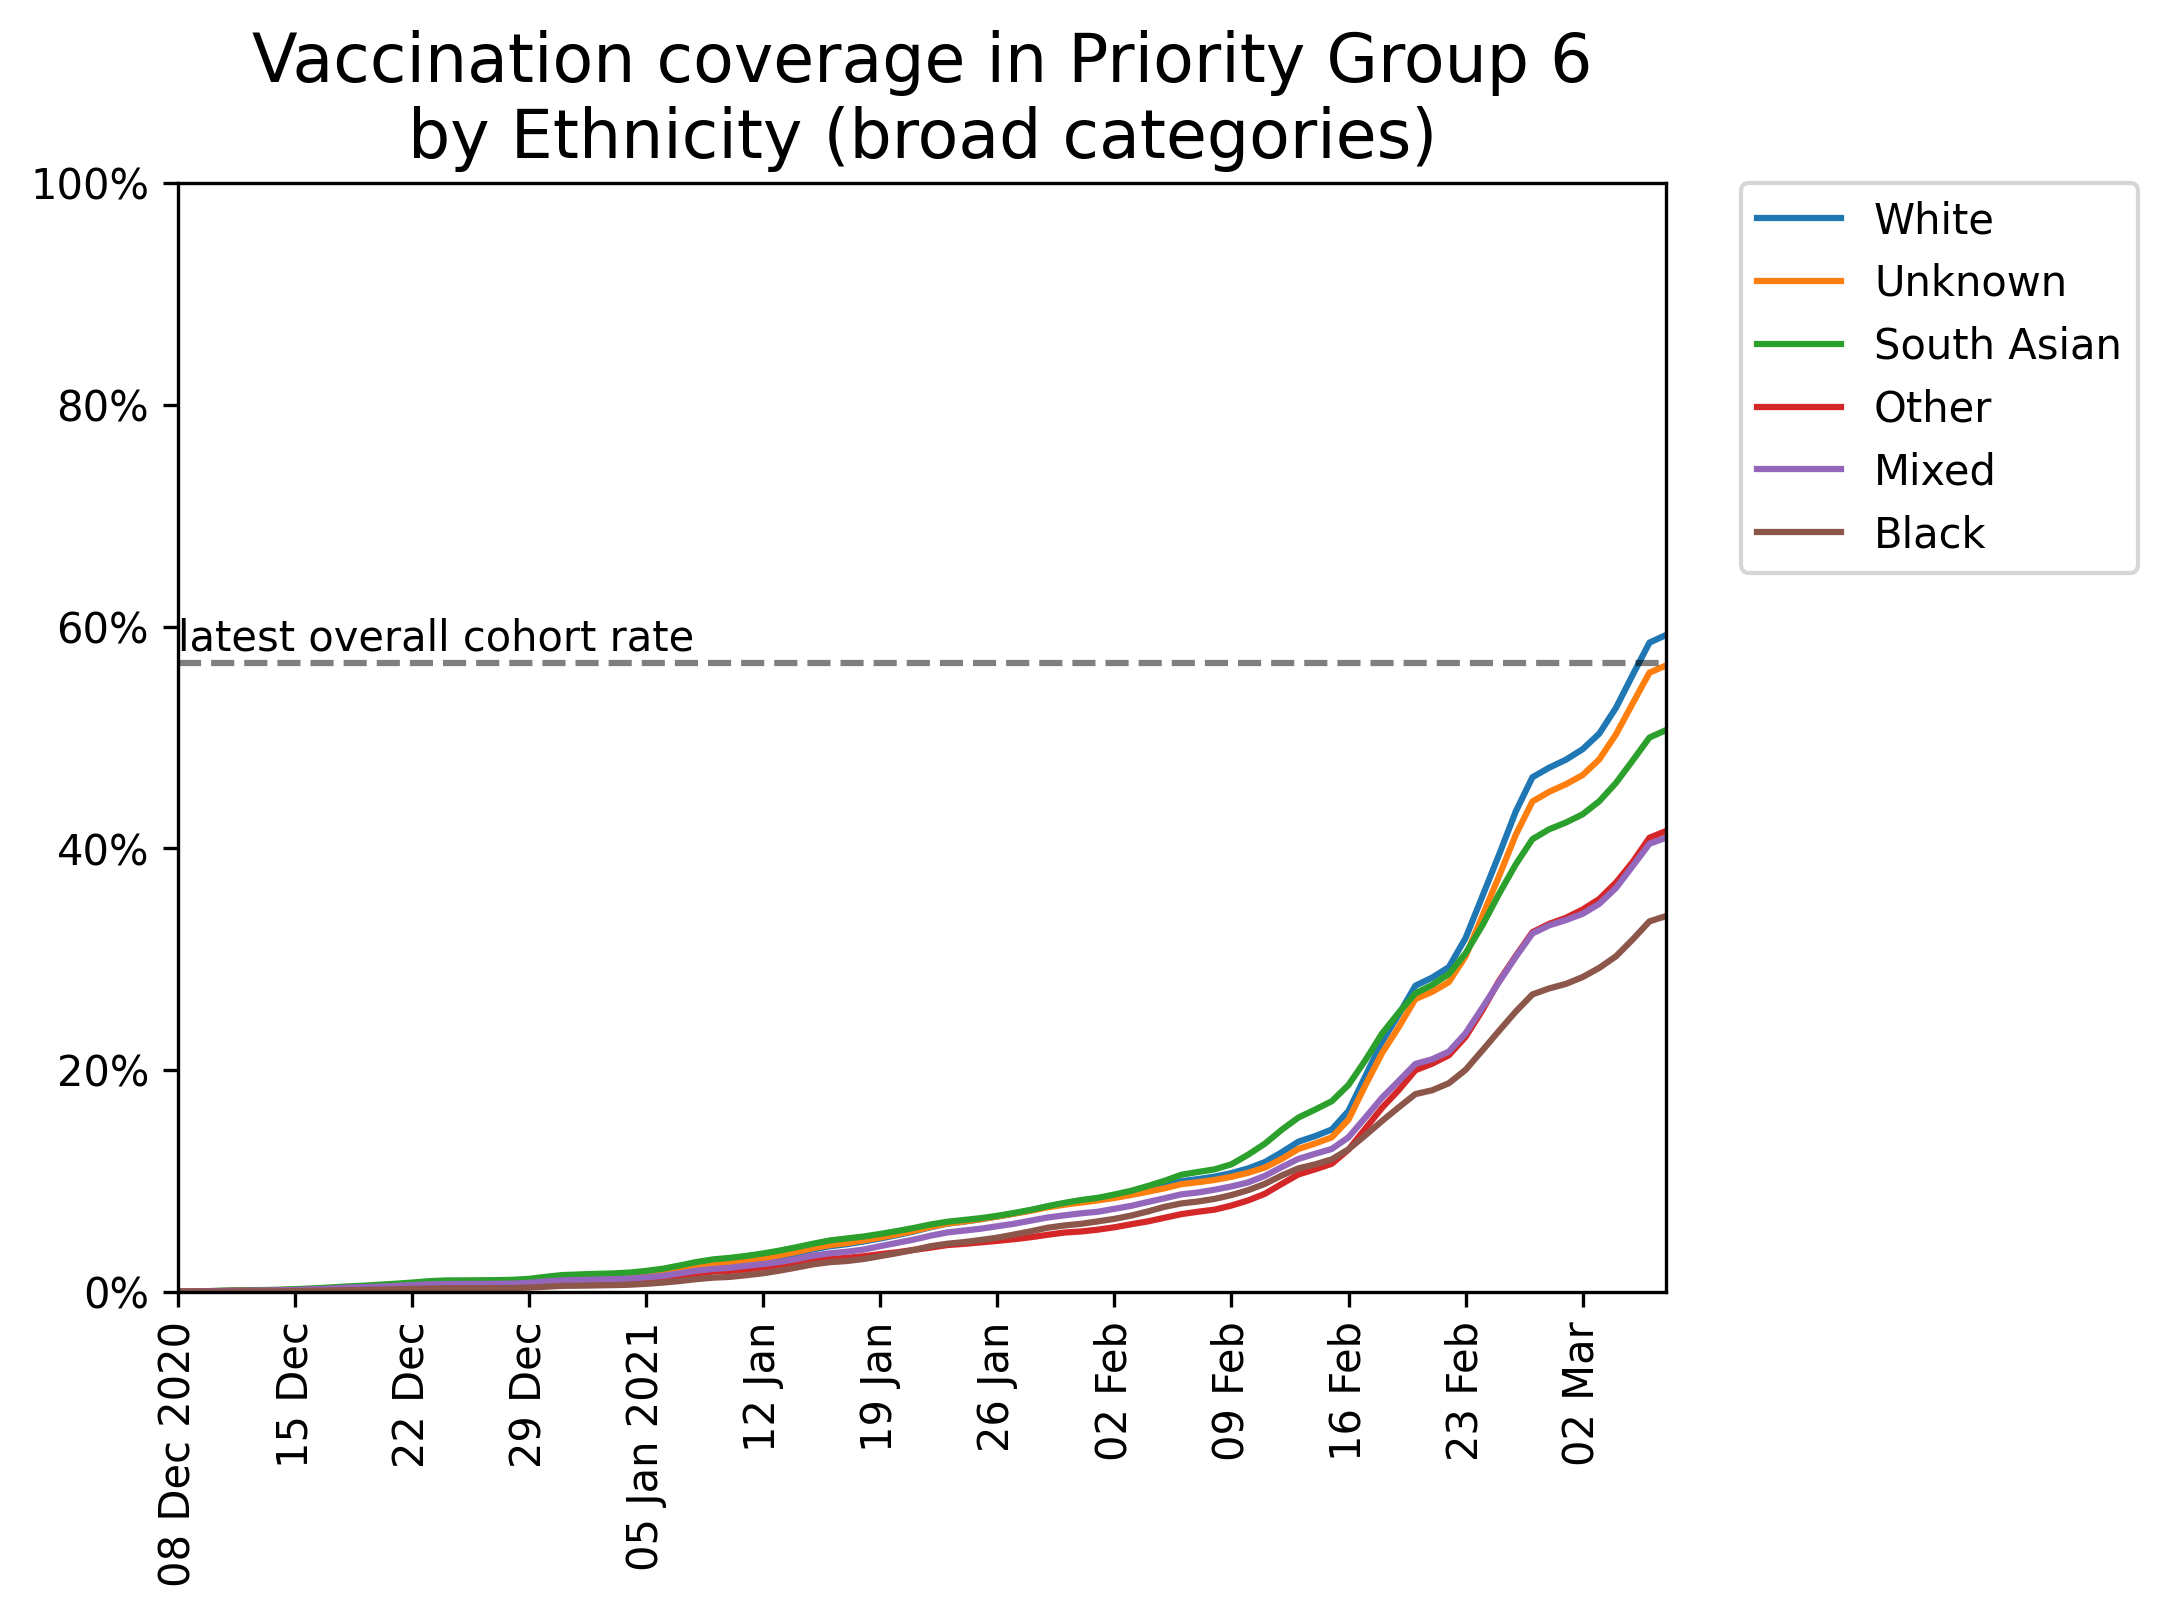 Vaccination coverage in Priority Group 6
by Ethnicity (broad categories)
100%
80%
60%
40%
20%
0%
latest overall cohort rate
White
Unknown
South Asian
Other
Mixed
Black
08 Dec 2020
15 Dec
22 Dec
29 Dec
05 Jan 2021
12 Jan
19 Jan
26 Jan
02 Feb
09 Feb
16 Feb
23 Feb
02 Mar